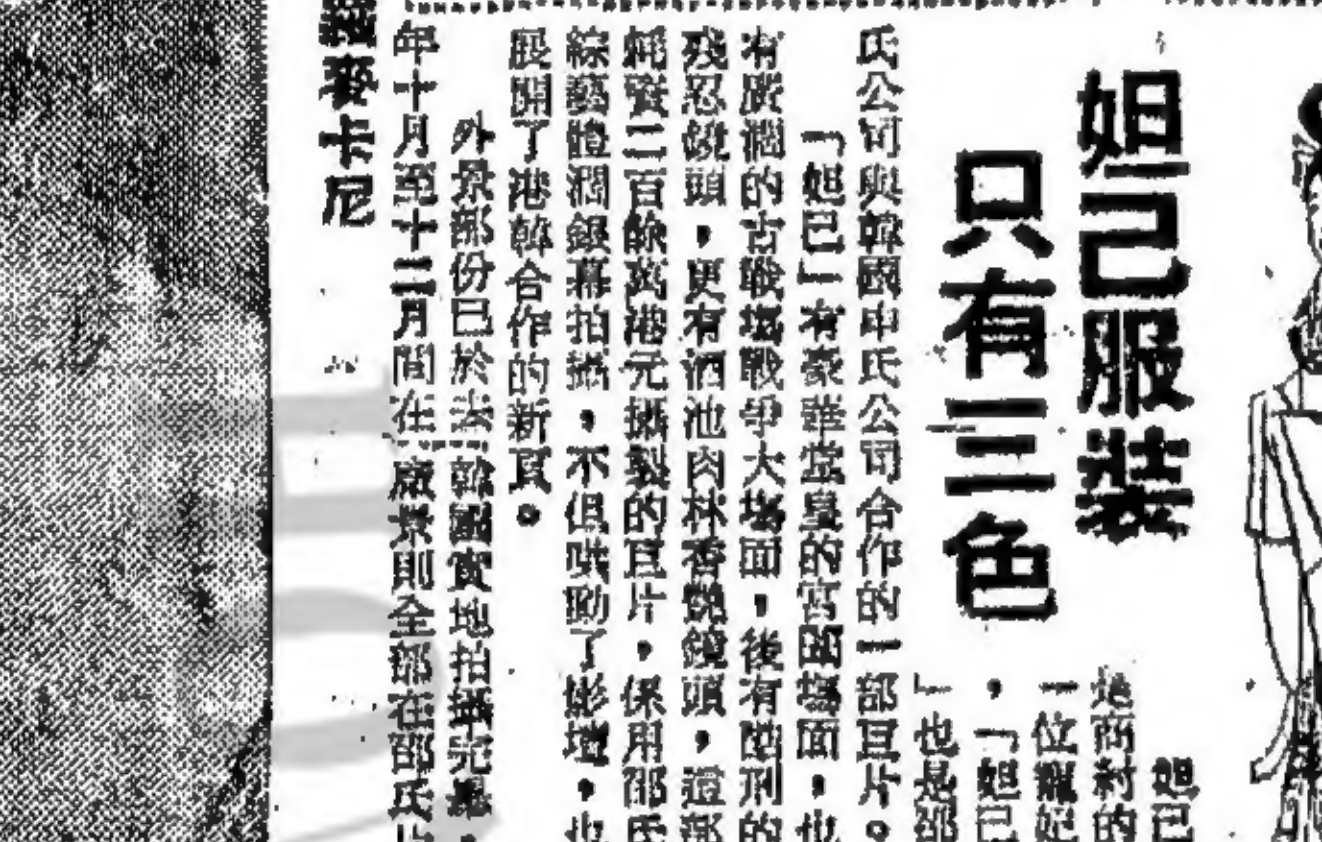 妲己服裝
只有三色
妲己
是商紂的
一位寵妃
，「妲己
」也是邵
氏公司與韓國申氏公司合作的一部巨片。
「妲己」有豪華堂皇的宮闈場面，也
有廣濶的古戰場戰爭大場面，後有酷刑的
殘忍鏡頭，更有酒池肉林香艷鏡頭，這部
耗資二百餘萬港元攝製的巨片，係用邵氏
綜藝體濶銀幕拍攝，不但哄動了影壇，也
展開了港韓合作的新頁。
外景部份已於去年韓國實地拍攝完畢，
年十月至十二月間在 廠景則全部在邵氏片
羅麥卡尼